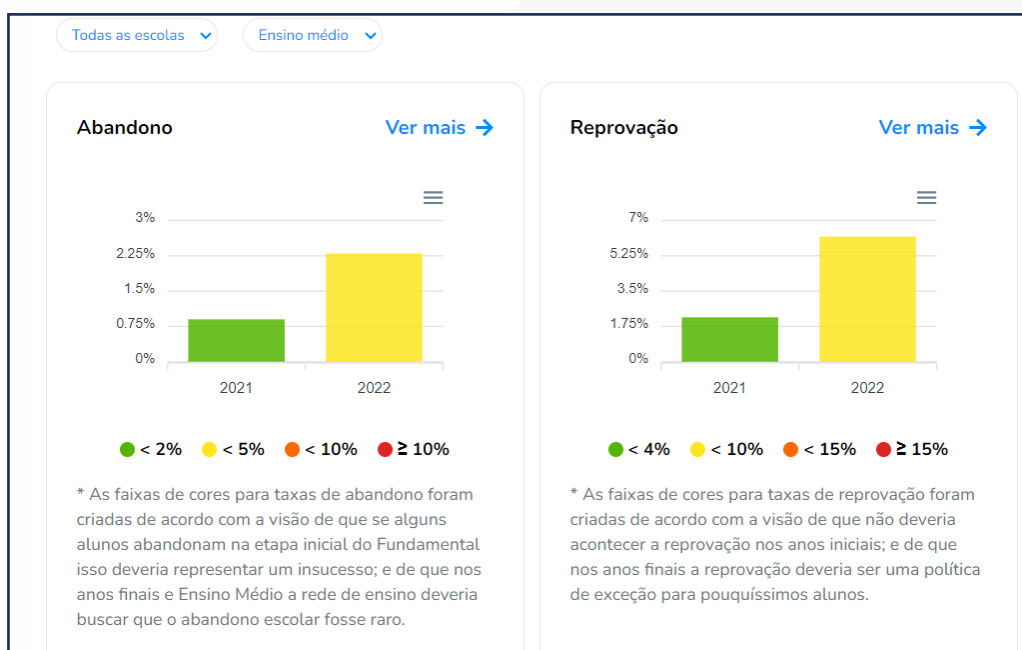 Todas as escolas
Ensino médio
Abandono
Ver mais
3%
2.25%
1.5%
0.75%
0%
2021
2022
< 2%
< 5%
< 10%
≥ 10%
* As faixas de cores para taxas de abandono foram
criadas de acordo com a visão de que se alguns
alunos abandonam na etapa inicial do Fundamental
isso deveria representar um insucesso; e de que nos
anos finais e Ensino Médio a rede de ensino deveria
buscar que o abandono escolar fosse raro.
Reprovação
Ver mais
7%
5.25%
3.5%
1.75%
0%
2021
2022
< 4%
< 10%
< 15%
≥ 15%
* As faixas de cores para taxas de reprovação foram
criadas de acordo com a visão de que não deveria
acontecer a reprovação nos anos iniciais; e de que
nos anos finais a reprovação deveria ser uma política
de exceção para pouquíssimos alunos.